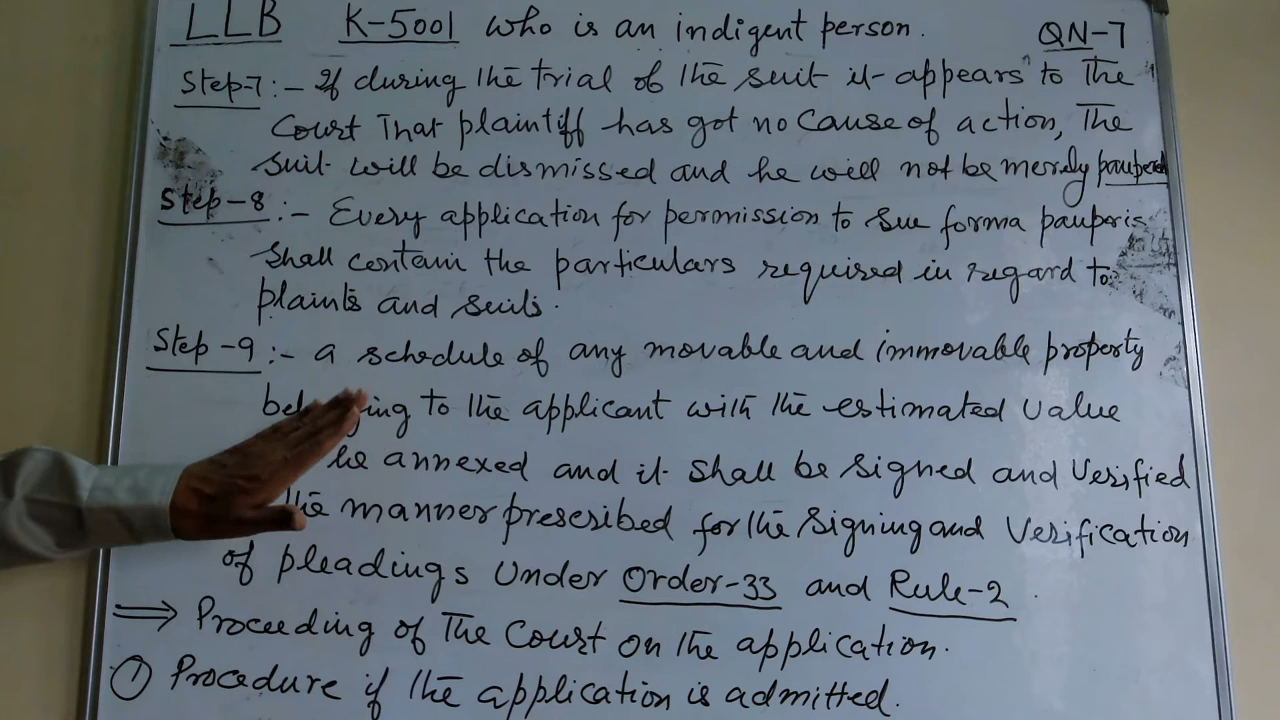 LLB K-5001 who is an indigent person. QN-7
Step-7:- If during the trial of the suit it appears to the
Court that plaintiff has got no cause of action, the
suit will be dismissed and he will not be merely
Step-8:- Every application for permission to sue forma pauperis
shall contain the particulars required in regard to
plaints and suits.
Step-9:- a schedule of any movable and immovable property
to the applicant with the estimated value
be annexed and it shall be signed and verified
the manner prescribed for the signing and verification
of pleadings under order-33 and Rule-2.
⇒ Proceeding of the Court on the application.
① Procedure if the application is admitted.